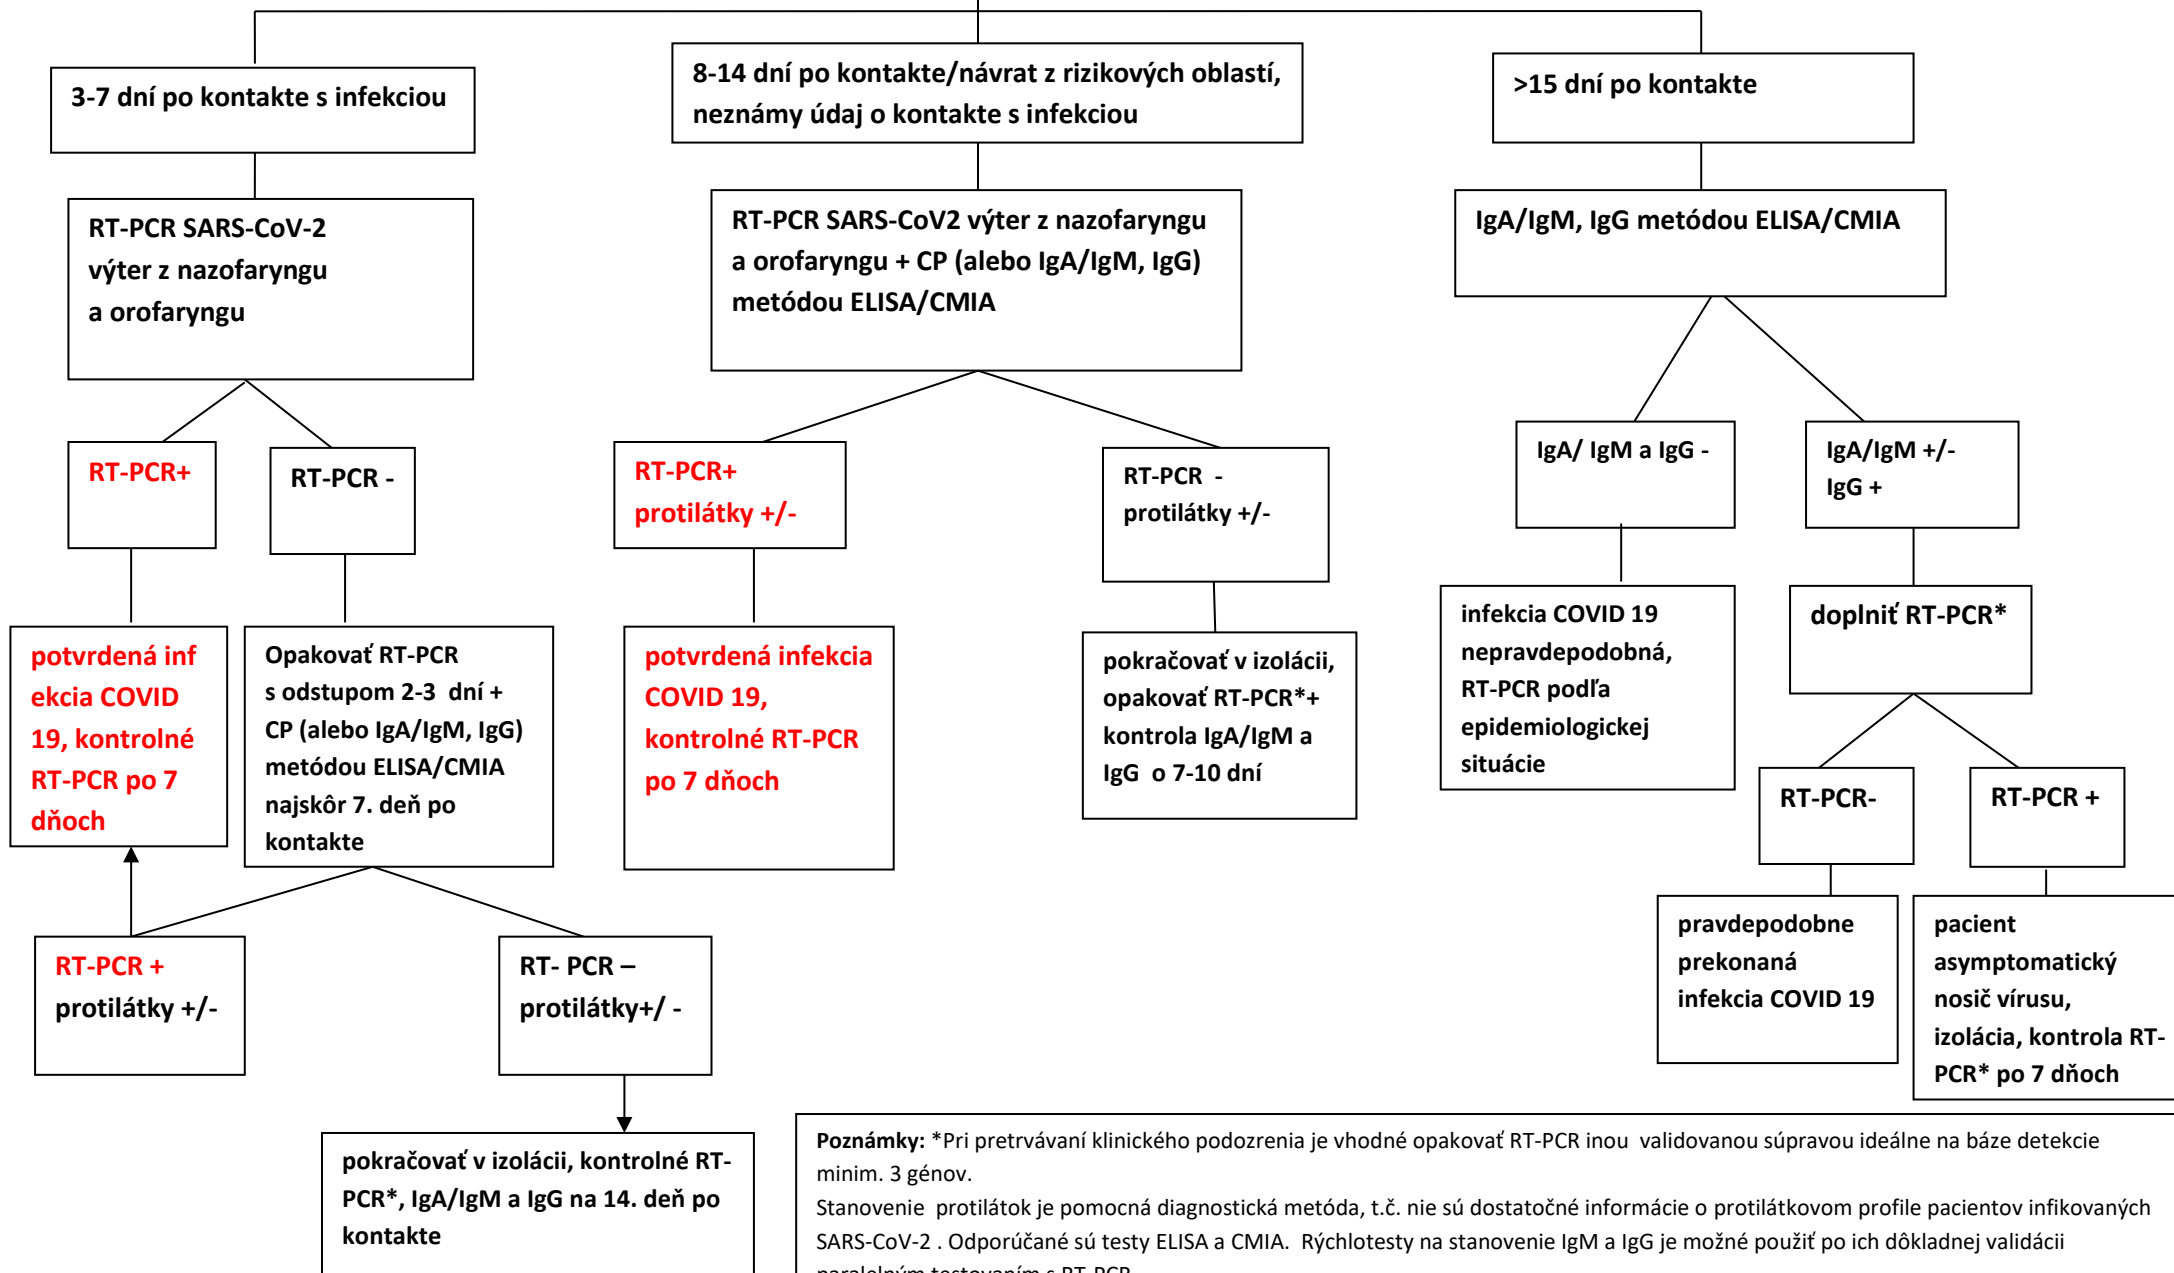 3-7 dní po kontakte s infekciou
8-14 dní po kontakte/návrat z rizikových oblastí,
neznámy údaj o kontakte s infekciou
>15 dní po kontakte
RT-PCR SARS-CoV-2
výter z nazofaryngu
a orofaryngu
RT-PCR SARS-CoV2 výter z nazofaryngu
a orofaryngu + CP (alebo IgA/IgM, IgG)
metódou ELISA/CMIA
IgA/IgM, IgG metódou ELISA/CMIA
RT-PCR+
RT-PCR -
RT-PCR+
protilátky +/-
RT-PCR  -
protilátky +/-
IgA/ IgM a IgG -
IgA/IgM +/-
IgG +
potvrdená inf
ekcia COVID
19, kontrolné
RT-PCR po 7
dňoch
Opakovať RT-PCR
s odstupom 2-3  dní +
CP (alebo IgA/IgM, IgG)
metódou ELISA/CMIA
najskôr 7. deň po
kontakte
potvrdená infekcia
COVID 19,
kontrolné RT-PCR
po 7 dňoch
pokračovať v izolácii,
opakovať RT-PCR*+
kontrola IgA/IgM a
IgG  o 7-10 dní
infekcia COVID 19
nepravdepodobná,
RT-PCR podľa
epidemiologickej
situácie
doplniť RT-PCR*
RT-PCR-
RT-PCR +
RT-PCR +
protilátky +/-
RT- PCR –
protilátky+/ -
pravdepodobne
prekonaná
infekcia COVID 19
pacient
asymptomatický
nosič vírusu,
izolácia, kontrola RT-
PCR* po 7 dňoch
pokračovať v izolácii, kontrolné RT-
PCR*, IgA/IgM a IgG na 14. deň po
kontakte
Poznámky: *Pri pretrvávaní klinického podozrenia je vhodné opakovať RT-PCR inou  validovanou súpravou ideálne na báze detekcie
minim. 3 génov.
Stanovenie  protilátok je pomocná diagnostická metóda, t.č. nie sú dostatočné informácie o protilátkovom profile pacientov infikovaných
SARS-CoV-2 . Odporúčané sú testy ELISA a CMIA.  Rýchlotesty na stanovenie IgM a IgG je možné použiť po ich dôkladnej validácii
paralelným testovaním s RT-PCR